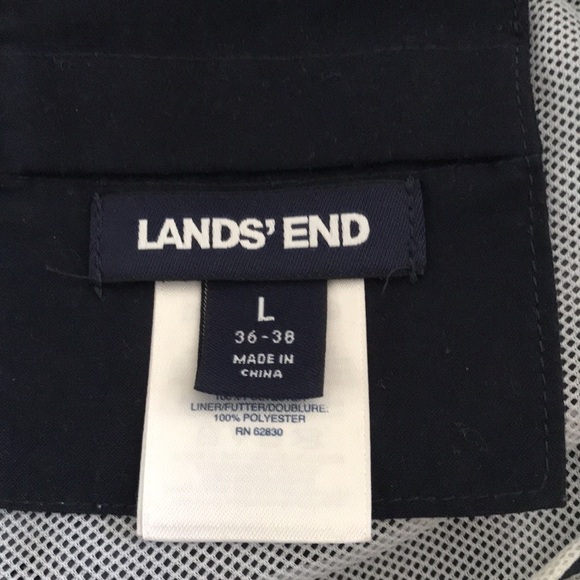 LANDS' END
L
36-38
MADE IN
CHINA
LINER/FUTTER/DOUBLURE:
100% POLYESTER
RN 62830